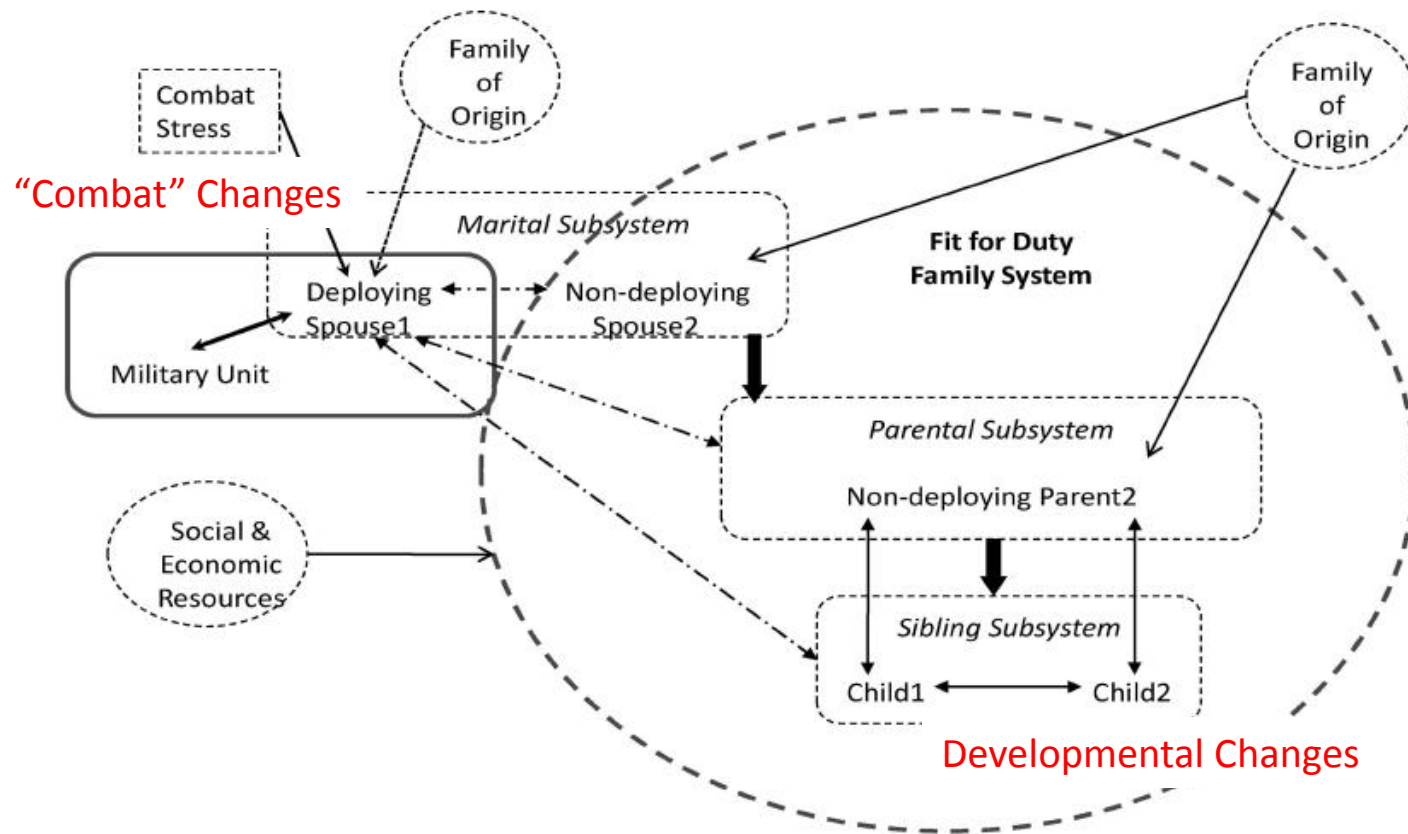 Family
of
Origin
Family
of
Origin
Combat
Stress
“Combat” Changes
Marital Subsystem
Fit for Duty
Family System
Deploying
Spouse1
Non-deploying
Spouse2
Military Unit
Parental Subsystem
Non-deploying Parent2
Social &
Economic
Resources
Sibling Subsystem
Child1
Child2
Developmental Changes